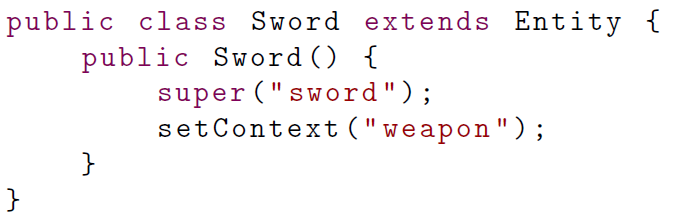 public class Sword extends Entity {
    public Sword() {
        super("sword");
        setContext("weapon");
    }
}